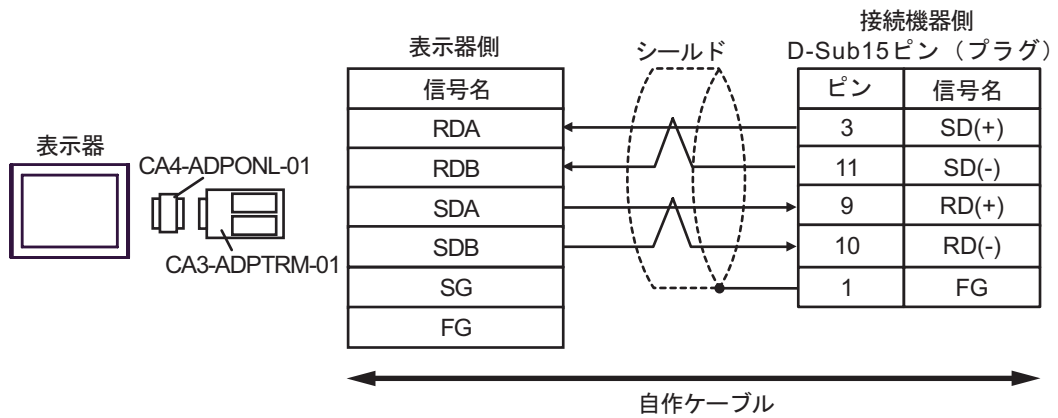 表示器
CA4-ADPONL-01
CA3-ADPTRM-01
表示器側
信号名
RDA
RDB
SDA
SDB
SG
FG
シールド
接続機器側
D-Sub15ピン（プラグ）
ピン 信号名
3 SD(+)
11 SD(-)
9 RD(+)
10 RD(-)
1 FG
自作ケーブル